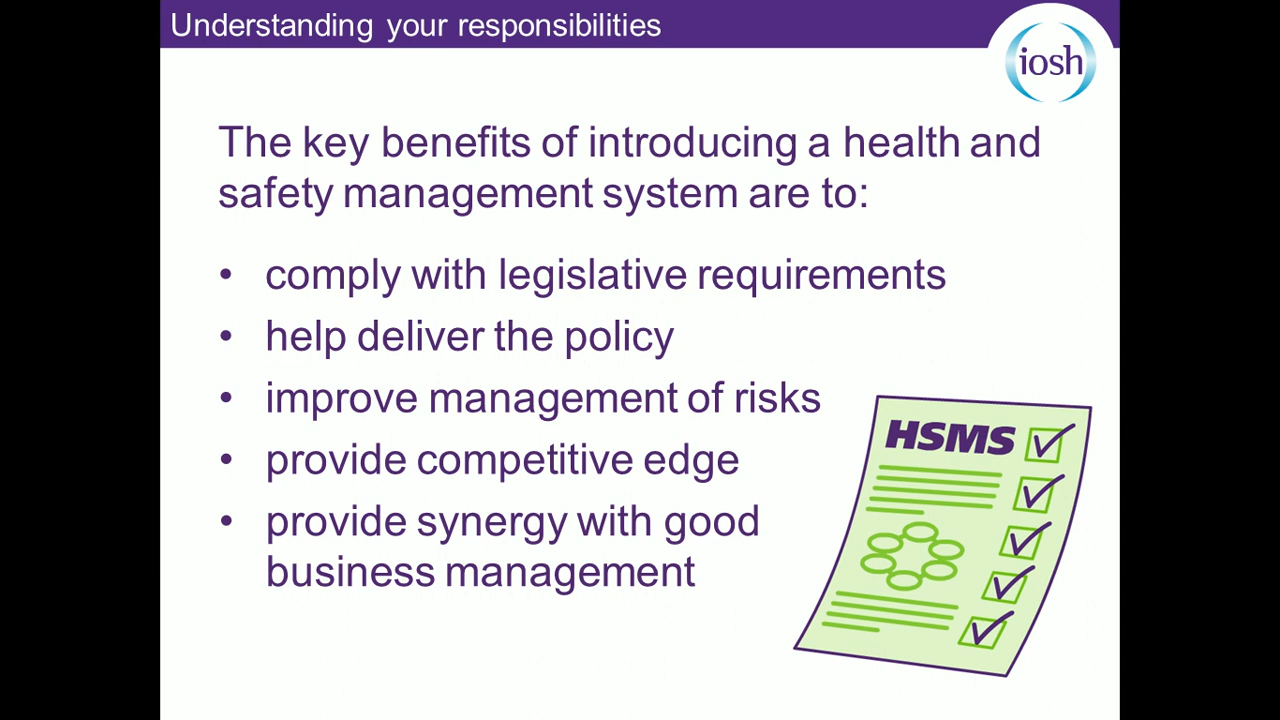 Understanding your responsibilities
iosh
The key benefits of introducing a health and
safety management system are to:
• comply with legislative requirements
• help deliver the policy
• improve management of risks
• provide competitive edge
• provide synergy with good
business management
HSMS